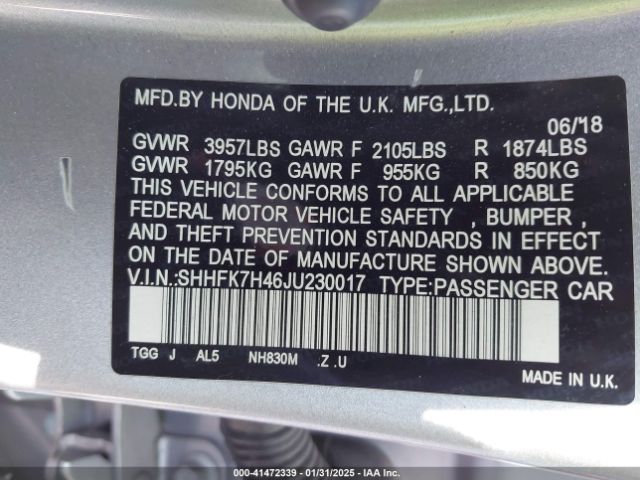 MFD.BY HONDA OF THE U.K. MFG.,LTD.
06/18
GVWR 3957LBS GAWR F 2105LBS R 1874LBS
GVWR 1795KG GAWR F 955KG R 850KG
THIS VEHICLE CONFORMS TO ALL APPLICABLE
FEDERAL MOTOR VEHICLE SAFETY , BUMPER ,
AND THEFT PREVENTION STANDARDS IN EFFECT
ON THE DATE OF MANUFACTURE SHOWN ABOVE.
V.I.N.:SHHFK7H46JU230017 TYPE:PASSENGER CAR
TGG J AL5 NH830M .Z .U
MADE IN U.K.
000-41472339 - 01/31/2025 - IAA Inc.